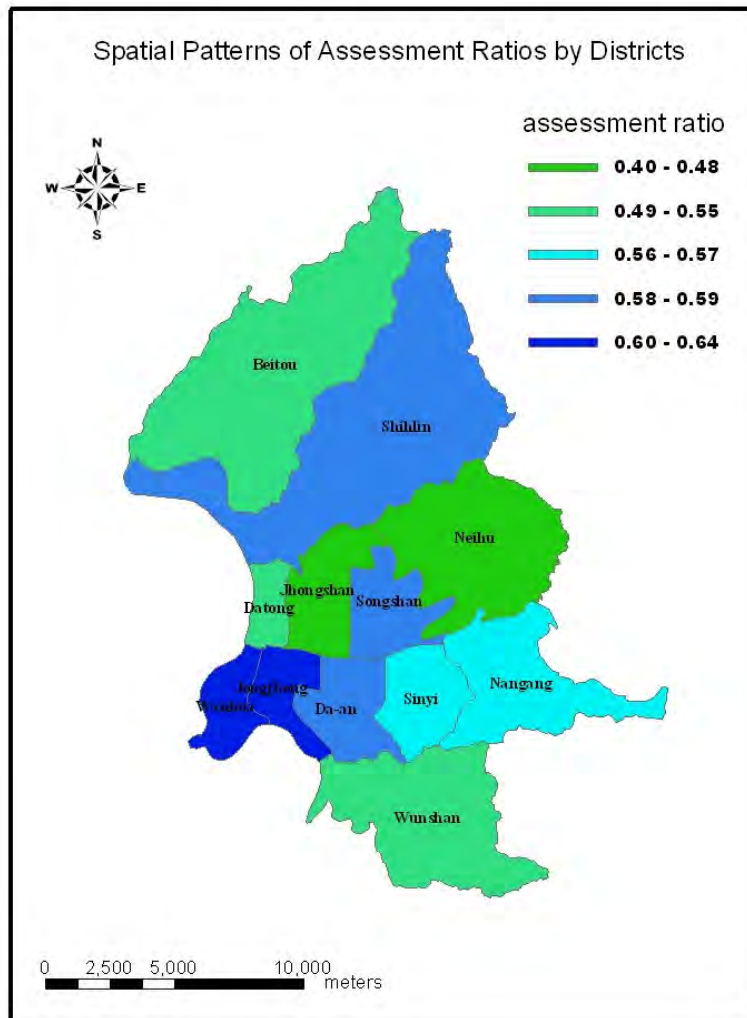 Spatial Patterns of Assessment Ratios by Districts
assessment ratio
N
W E
S
0.40 - 0.48
0.49 - 0.55
0.56 - 0.57
0.58 - 0.59
0.60 - 0.64
Beitou
Shihlin
Neihu
Jhongshan
Songshan
Datong
Nangang
Sinyi
Da-an
Wunshan
0 2,500 5,000 10,000
meters